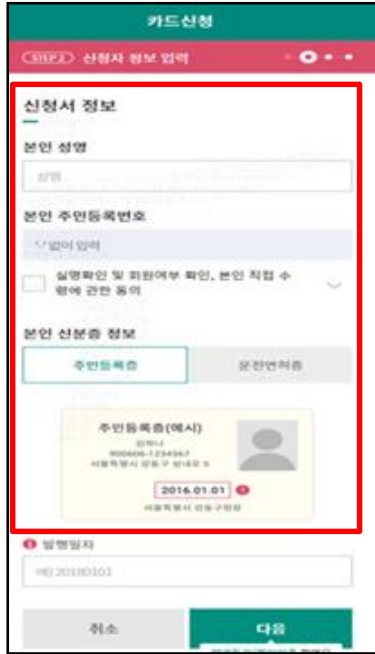 카드신청
STEP2 신청자 정보 입력
신청서 정보
본인 성명
성명
본인 주민등록번호
'-' 없이 입력
실명확인 및 회원여부 확인, 본인 직접 수
령에 관한 동의
본인 신분증 정보
주민등록증
운전면허증
주민등록증(예시)
900606-1234567
2016.01.01
발행일자
예) 20180101
취소
다음